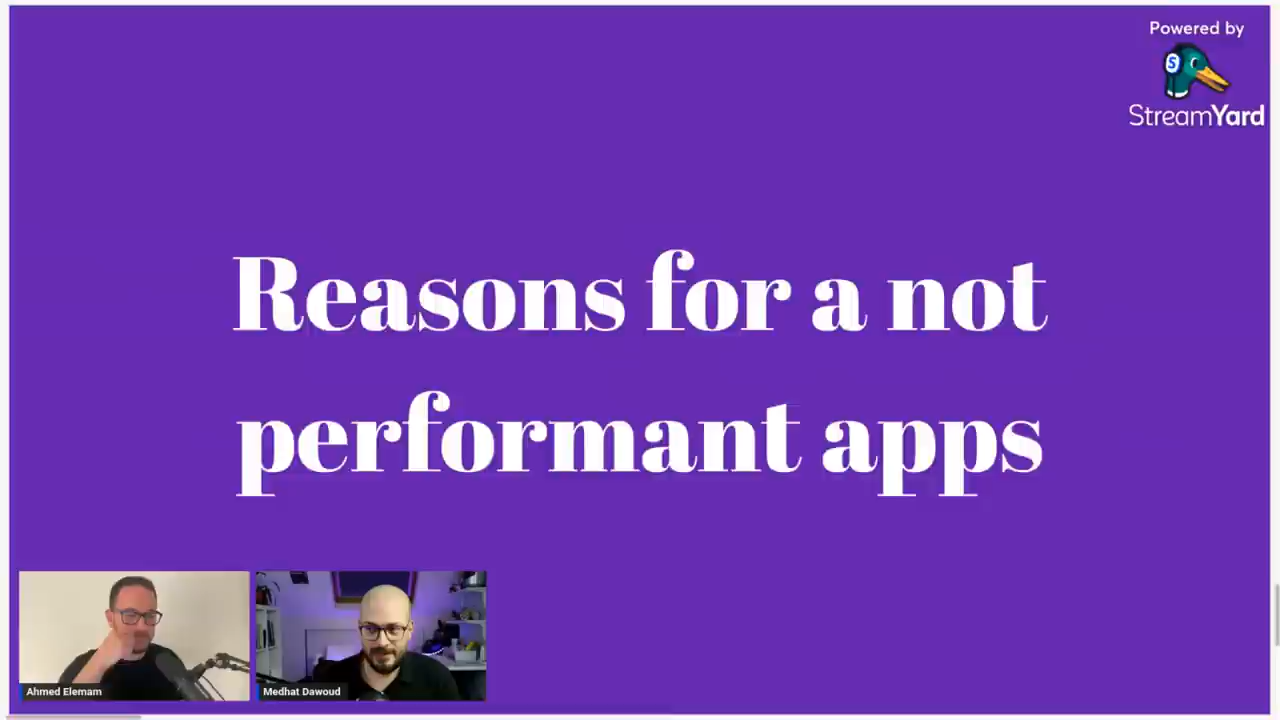 Powered by
S
StreamYard
Reasons for a not
performant apps
Ahmed Elemam
Medhat Dawoud